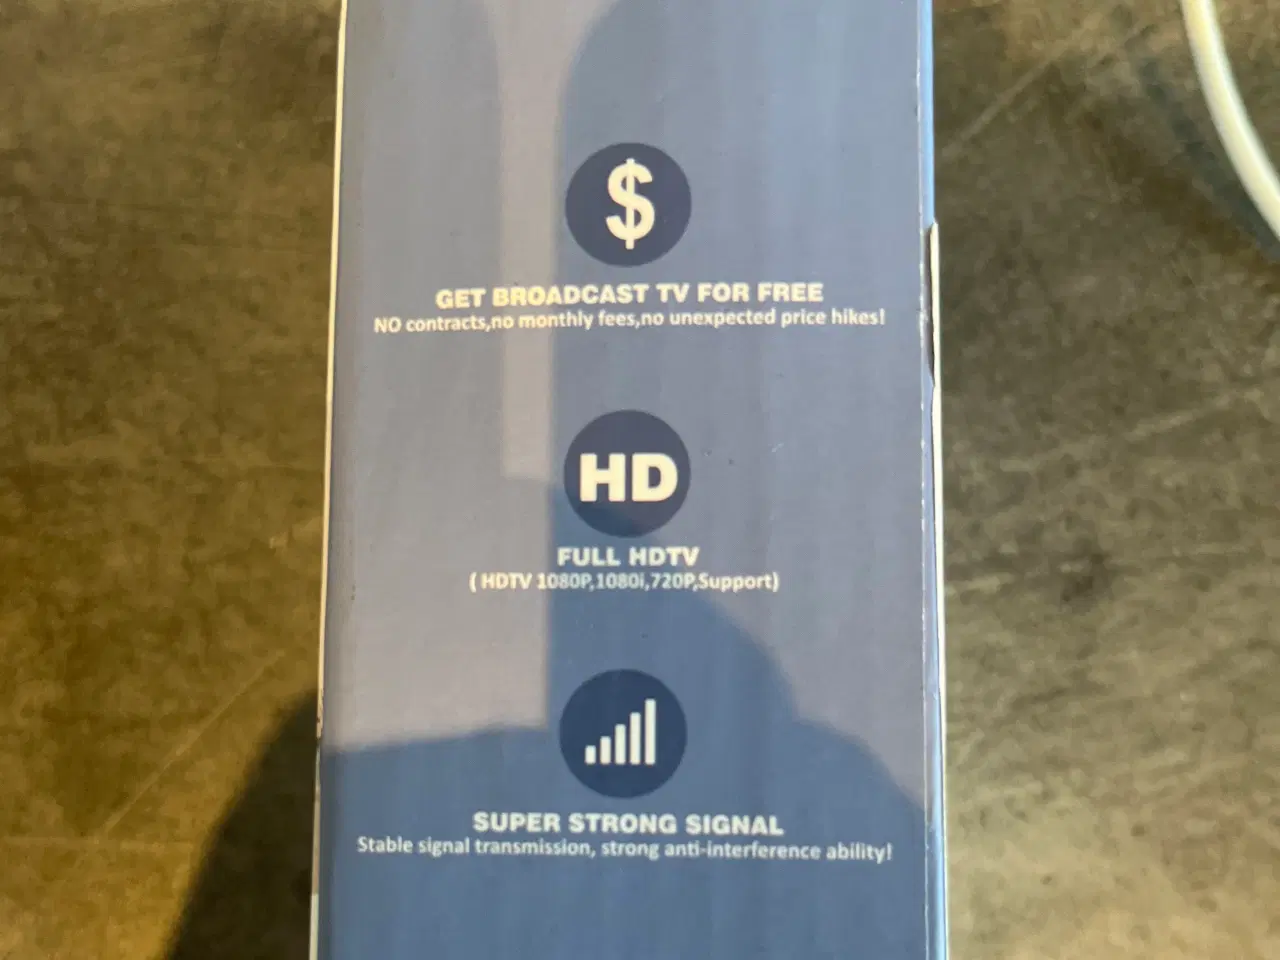 $
GET BROADCAST TV FOR FREE
NO contracts,no monthly fees,no unexpected price hikes!
HD
FULL HDTV
( HDTV 1080P,1080i,720P,Support)
SUPER STRONG SIGNAL
Stable signal transmission, strong anti-interference ability!